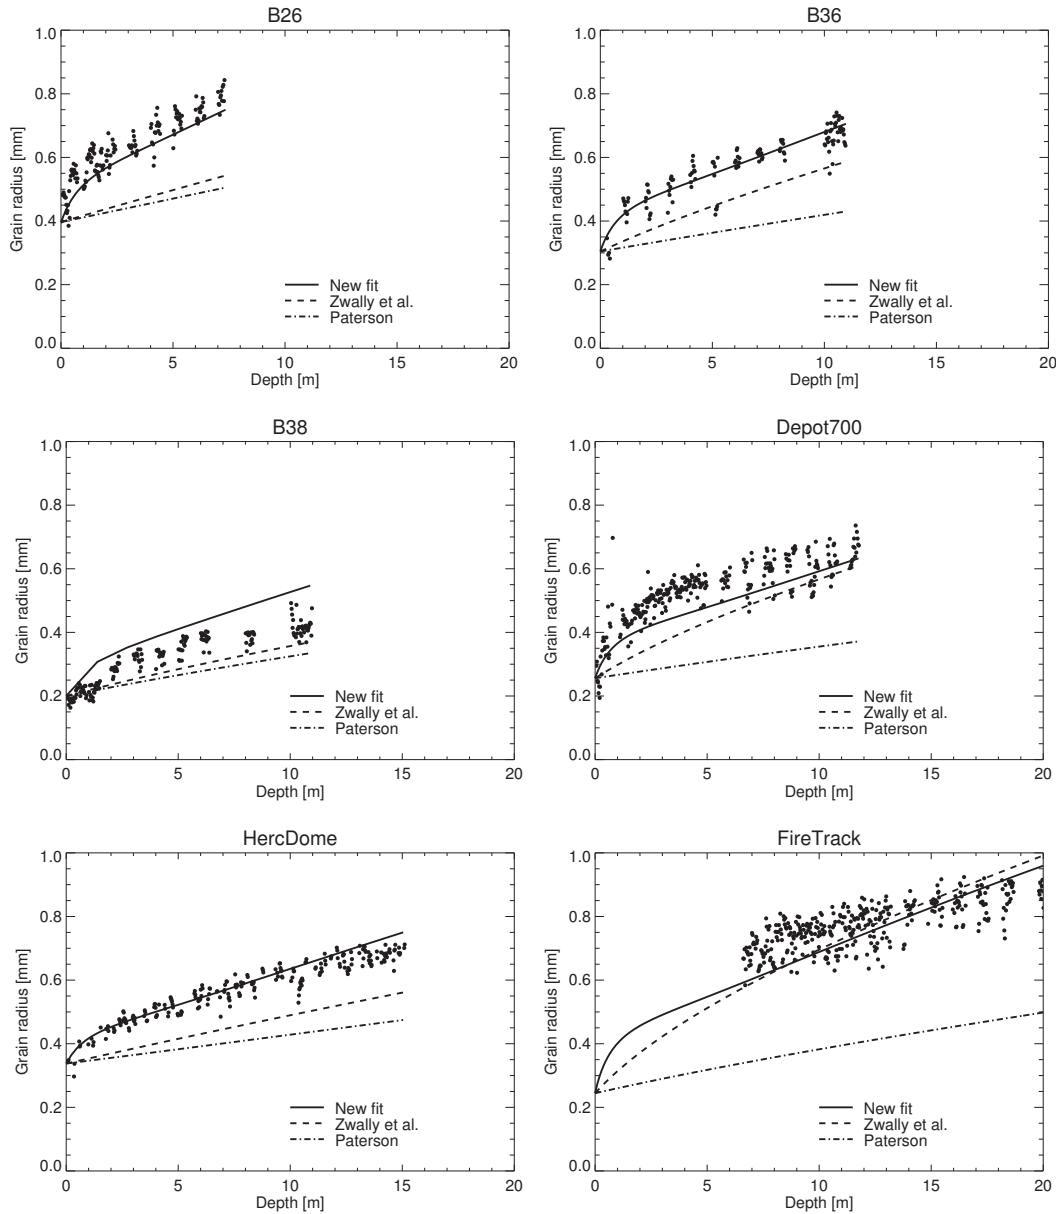 B26
1.0
0.8
0.6
0.4
0.2
0.0
Grain radius [mm]
New fit
Zwally et al.
Paterson
0 5 10 15 20
Depth [m]
B36
1.0
0.8
0.6
0.4
0.2
0.0
Grain radius [mm]
New fit
Zwally et al.
Paterson
0 5 10 15 20
Depth [m]
B38
1.0
0.8
0.6
0.4
0.2
0.0
Grain radius [mm]
New fit
Zwally et al.
Paterson
0 5 10 15 20
Depth [m]
Depot700
1.0
0.8
0.6
0.4
0.2
0.0
Grain radius [mm]
New fit
Zwally et al.
Paterson
0 5 10 15 20
Depth [m]
HercDome
1.0
0.8
0.6
0.4
0.2
0.0
Grain radius [mm]
New fit
Zwally et al.
Paterson
0 5 10 15 20
Depth [m]
FireTrack
1.0
0.8
0.6
0.4
0.2
0.0
Grain radius [mm]
New fit
Zwally et al.
Paterson
0 5 10 15 20
Depth [m]